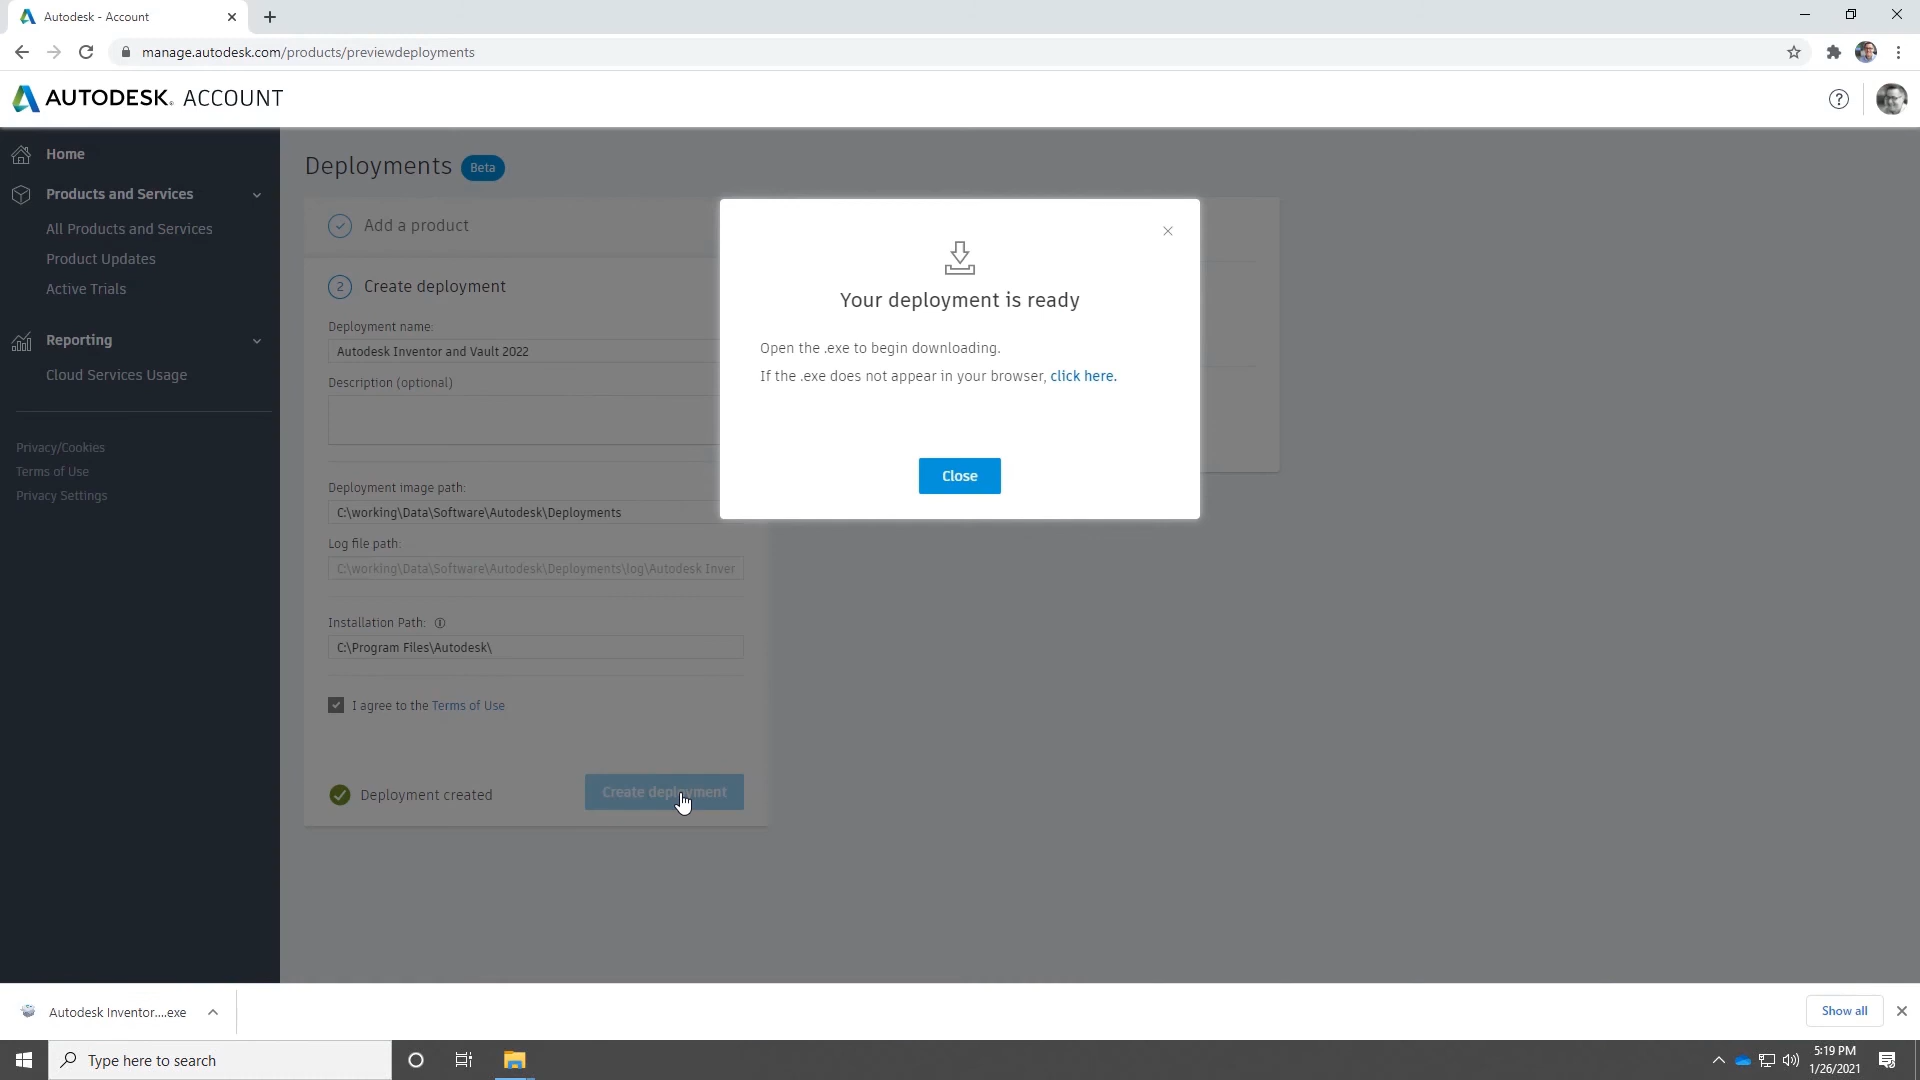 Autodesk - Account
manage.autodesk.com/products/previewdeployments
AUTODESK® ACCOUNT
Home
Products and Services
All Products and Services
Product Updates
Active Trials
Reporting
Cloud Services Usage
Privacy/Cookies
Terms of Use
Privacy Settings
Deployments Beta
Add a product
2 Create deployment
Deployment name:
Autodesk Inventor and Vault 2022
Description (optional)
Deployment image path:
C:\working\Data\Software\Autodesk\Deployments
Log file path:
C:\working\Data\Software\Autodesk\Deployments\log\Autodesk Inver
Installation Path:
C:\Program Files\Autodesk\
I agree to the Terms of Use
Deployment created
Create deployment
Your deployment is ready
Open the .exe to begin downloading.
If the .exe does not appear in your browser, click here.
Close
Autodesk Inventor....exe
Show all
Type here to search
5:19 PM
1/26/2021